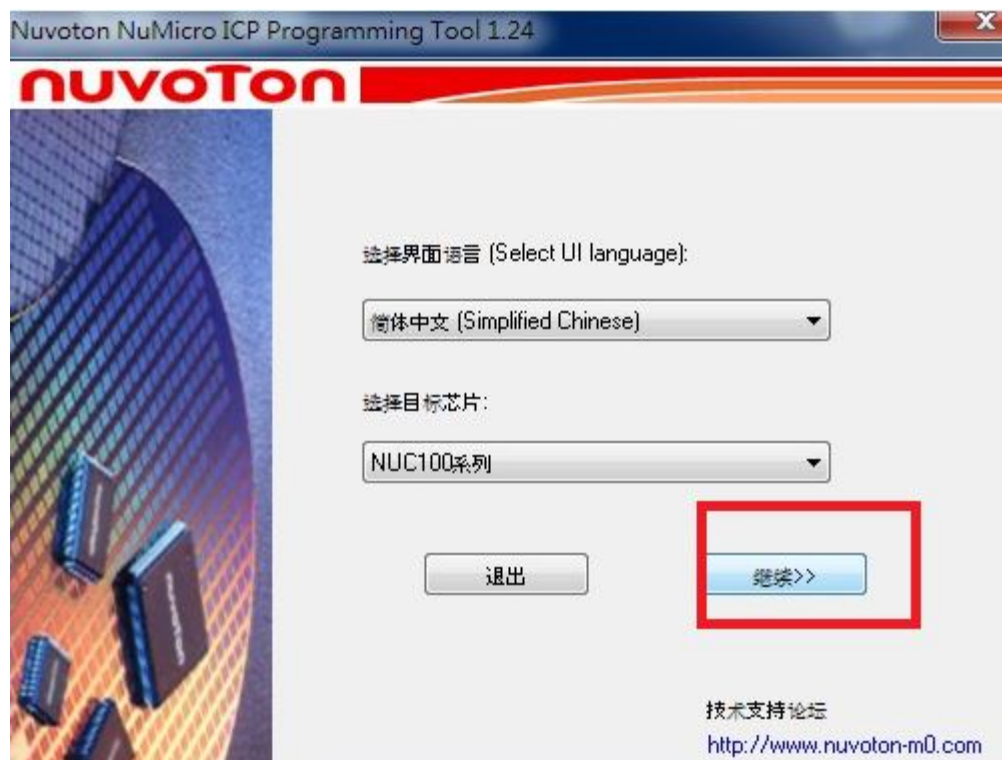 Nuvoton NuMicro ICP Programming Tool 1.24
nuvoTon
选择界面语言 (Select UI language):
简体中文 (Simplified Chinese)
选择目标芯片:
NUC100系列
退出
继续>>
nuvoton
技术支持论坛
http://www.nuvoton-m0.com